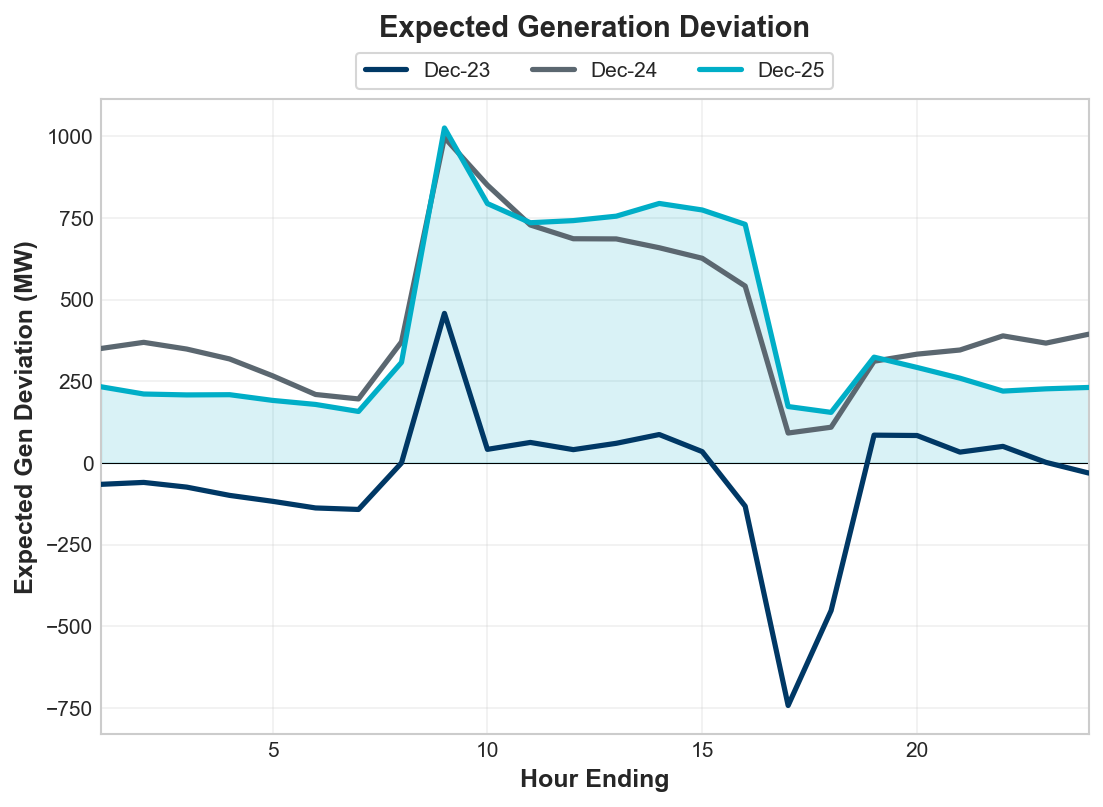 Expected Generation Deviation
Dec-23 Dec-24 Dec-25
Expected Gen Deviation (MW)
1000
750
500
250
0
−250
−500
−750
5 10 15 20
Hour Ending